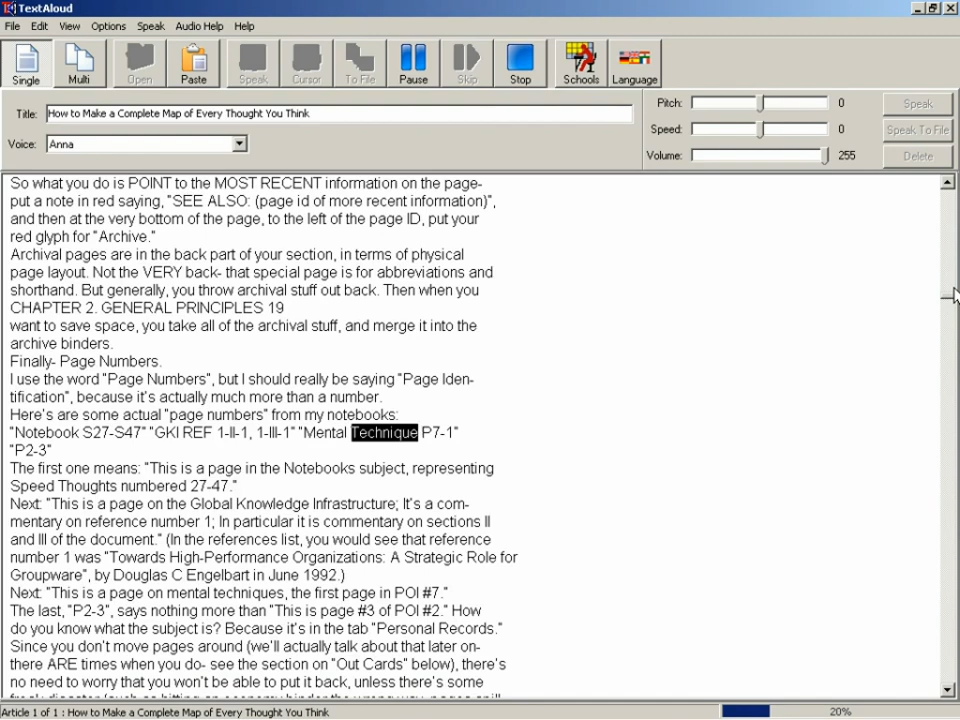 TextAloud
File Edit View Options Speak Audio Help Help
Single Multi Open Paste Speak Cursor To File Pause Skip Stop Schools Language
Title: How to Make a Complete Map of Every Thought You Think
Voice: Anna
Pitch: 0 Speak
Speed: 0 Speak To File
Volume: 255 Delete
So what you do is POINT to the MOST RECENT information on the page-
put a note in red saying, "SEE ALSO: (page id of more recent information)",
and then at the very bottom of the page, to the left of the page ID, put your
red glyph for "Archive."
Archival pages are in the back part of your section, in terms of physical
page layout. Not the VERY back- that special page is for abbreviations and
shorthand. But generally, you throw archival stuff out back. Then when you
CHAPTER 2. GENERAL PRINCIPLES 19
want to save space, you take all of the archival stuff, and merge it into the
archive binders.
Finally- Page Numbers.
I use the word "Page Numbers", but I should really be saying "Page Iden-
tification", because it's actually much more than a number.
Here's are some actual "page numbers" from my notebooks:
"Notebook S27-S47" "GKI REF 1-II-1, 1-III-1" "Mental Technique P7-1"
"P2-3"
The first one means: "This is a page in the Notebooks subject, representing
Speed Thoughts numbered 27-47."
Next: "This is a page on the Global Knowledge Infrastructure; It's a com-
mentary on reference number 1; In particular it is commentary on sections II
and III of the document." (In the references list, you would see that reference
number 1 was "Towards High-Performance Organizations: A Strategic Role for
Groupware", by Douglas C Engelbart in June 1992.)
Next: "This is a page on mental techniques, the first page in POI #7."
The last, "P2-3", says nothing more than "This is page #3 of POI #2." How
do you know what the subject is? Because it's in the tab "Personal Records."
Since you don't move pages around (we'll actually talk about that later on-
there ARE times when you do- see the section on "Out Cards" below), there's
no need to worry that you won't be able to put it back, unless there's some
Article 1 of 1 : How to Make a Complete Map of Every Thought You Think 20%